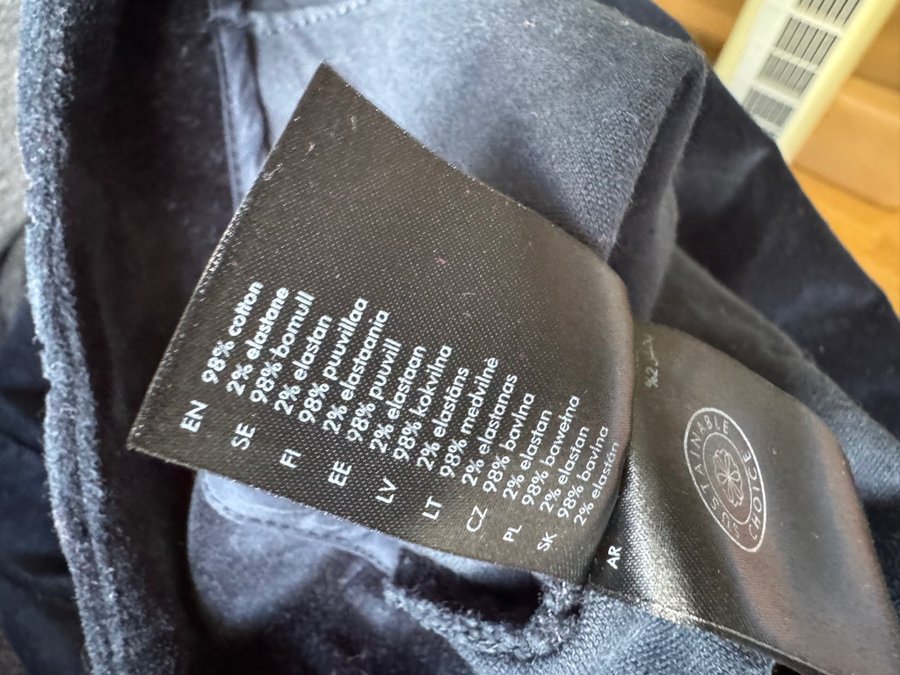 EN 98% cotton
2% elastane
SE 98% bomull
2% elastan
FI 98% puuvillaa
2% elastaania
EE 98% puuvill
2% elastaan
LV 98% kokvilna
2% elastāns
LT 98% medvilnė
2% elastanas
CZ 98% bavlna
2% elastan
PL 98% bawełna
2% elastan
SK 98% bavlna
2% elastan
AR
%2
CHOICE